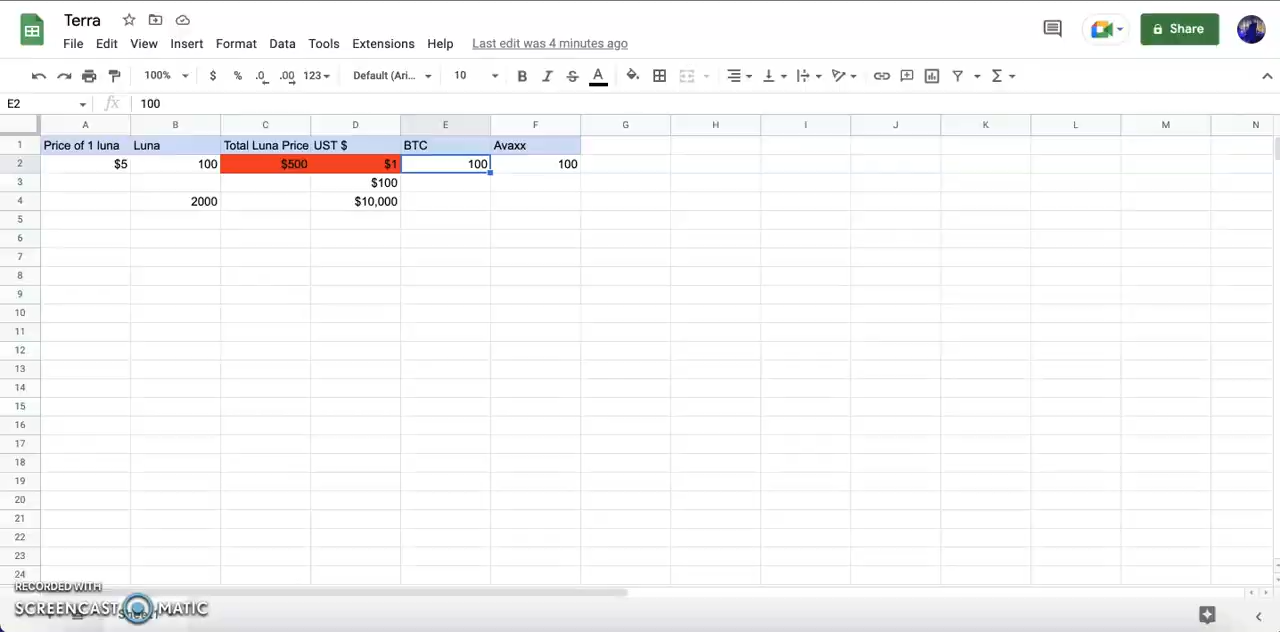 Terra
File Edit View Insert Format Data Tools Extensions Help Last edit was 4 minutes ago
Share
100% $ % .0 .00 123 Default (Ari... 10 B I S A
E2 fx 100
A B C D E F G H I J K L M N
1 Price of 1 luna Luna Total Luna Price UST $ BTC Avaxx
2 $5 100 $500 $1 100 100
3 $100
4 2000 $10,000
5
6
7
8
9
10
11
12
13
14
15
16
17
18
19
20
21
22
23
24
RECORDED WITH
SCREENCAST MATIC